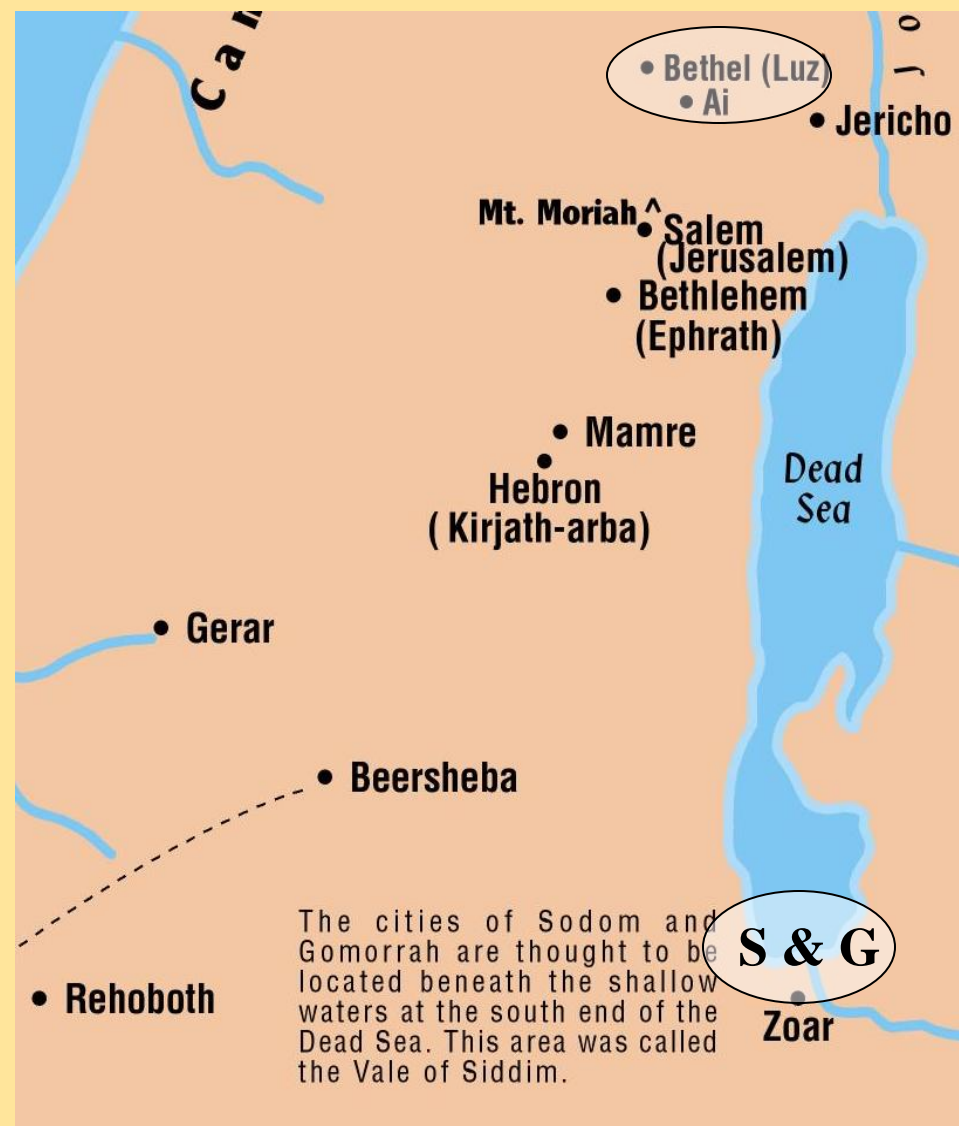 Can
Jo
Bethel (Luz)
Ai
Jericho
Mt. Moriah^
Salem
(Jerusalem)
Bethlehem
(Ephrath)
Mamre
Hebron
( Kirjath-arba)
Dead
Sea
Gerar
Beersheba
The cities of Sodom and
Gomorrah are thought to be
located beneath the shallow
waters at the south end of the
Dead Sea. This area was called
the Vale of Siddim.
S & G
Rehoboth
Zoar